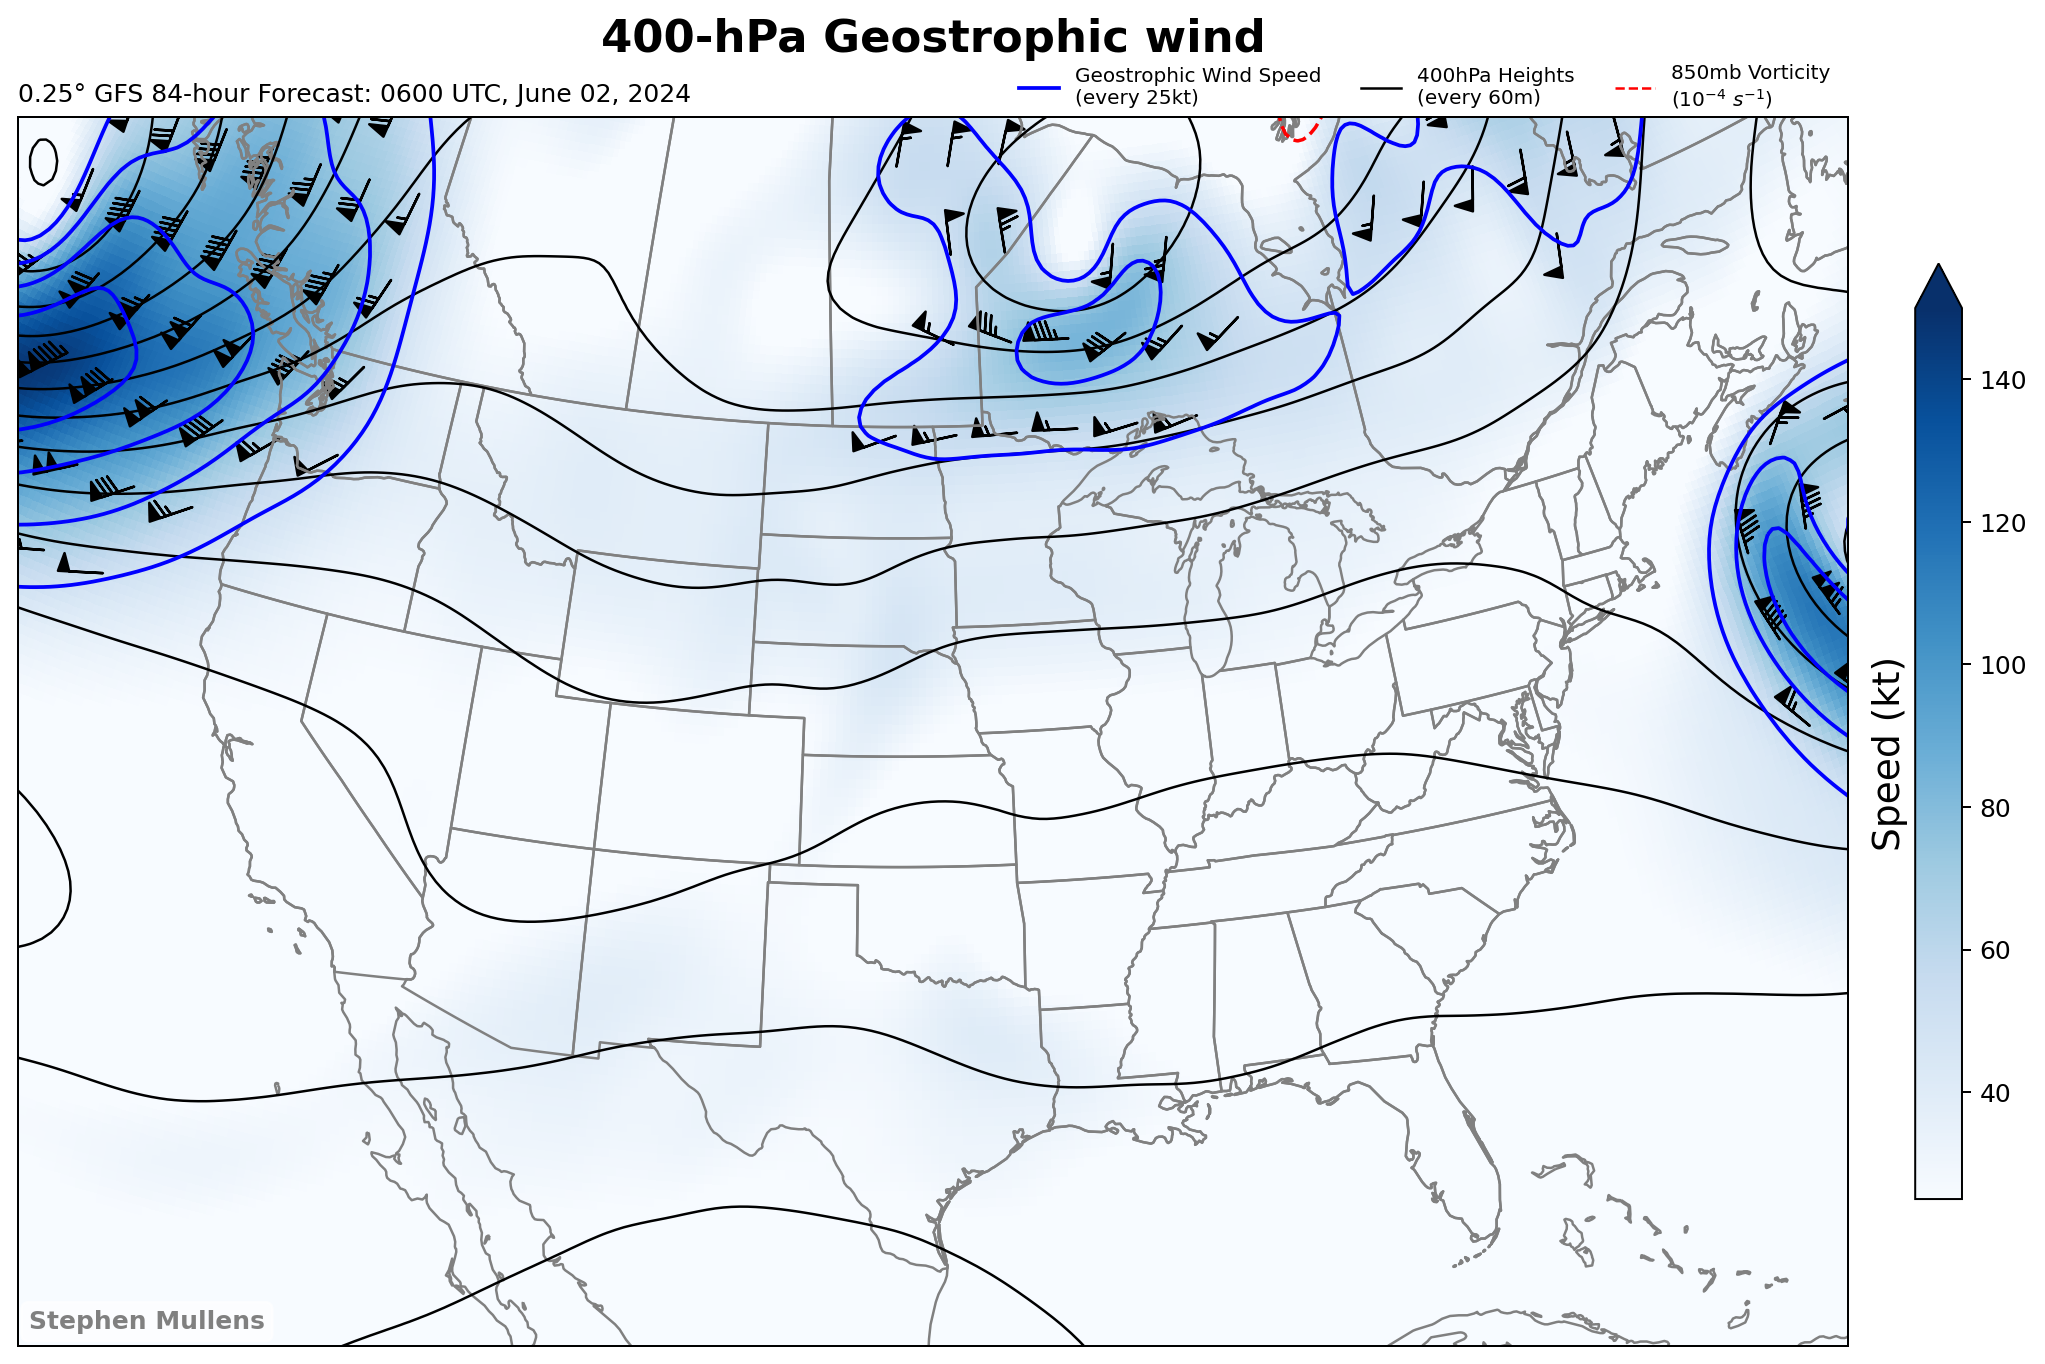 400-hPa Geostrophic wind
0.25° GFS 84-hour Forecast: 0600 UTC, June 02, 2024
Geostrophic Wind Speed
(every 25kt)
400hPa Heights
(every 60m)
850mb Vorticity
(10⁻⁴ s⁻¹)
140
120
100
80
60
40
Speed (kt)
Stephen Mullens